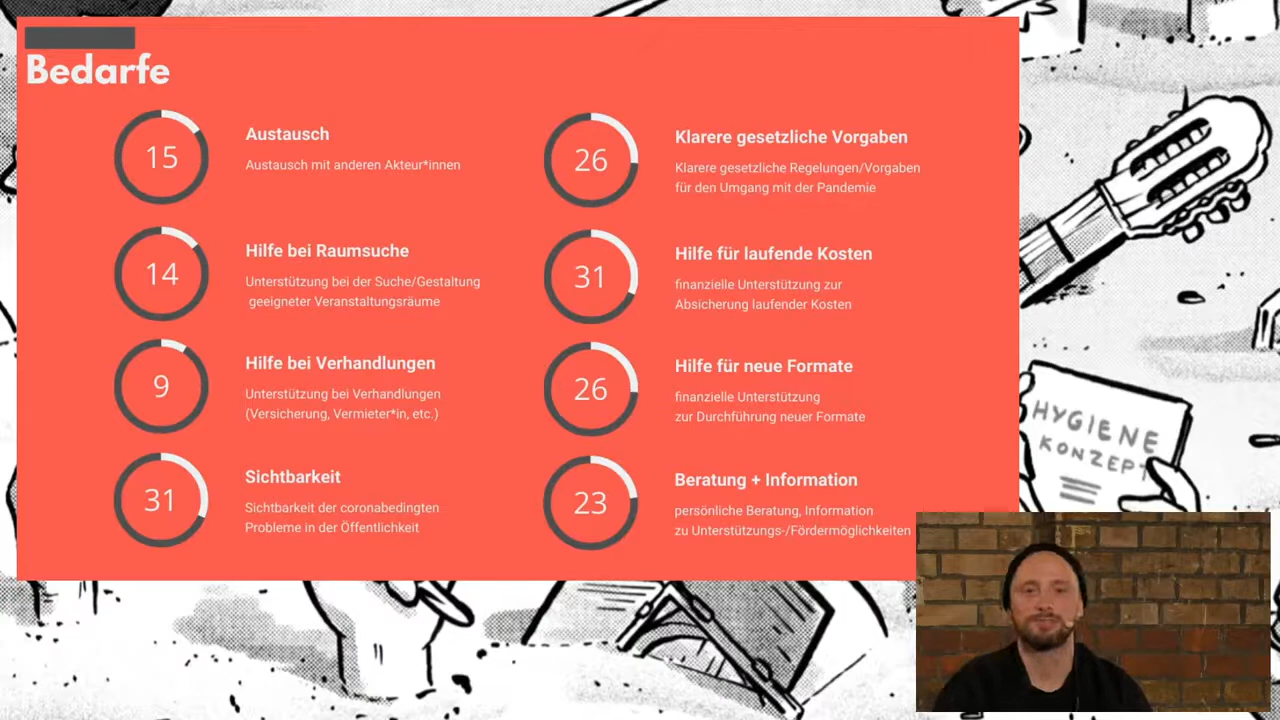 Bedarfe
15
Austausch
Austausch mit anderen Akteur*innen
14
Hilfe bei Raumsuche
Unterstützung bei der Suche/Gestaltung
geeigneter Veranstaltungsräume
9
Hilfe bei Verhandlungen
Unterstützung bei Verhandlungen
(Versicherung, Vermieter*in, etc.)
31
Sichtbarkeit
Sichtbarkeit der coronabedingten
Probleme in der Öffentlichkeit
26
Klarere gesetzliche Vorgaben
Klarere gesetzliche Regelungen/Vorgaben
für den Umgang mit der Pandemie
31
Hilfe für laufende Kosten
finanzielle Unterstützung zur
Absicherung laufender Kosten
26
Hilfe für neue Formate
finanzielle Unterstützung
zur Durchführung neuer Formate
23
Beratung + Information
persönliche Beratung, Information
zu Unterstützungs-/Fördermöglichkeiten
HYGIENE
KONZEPT